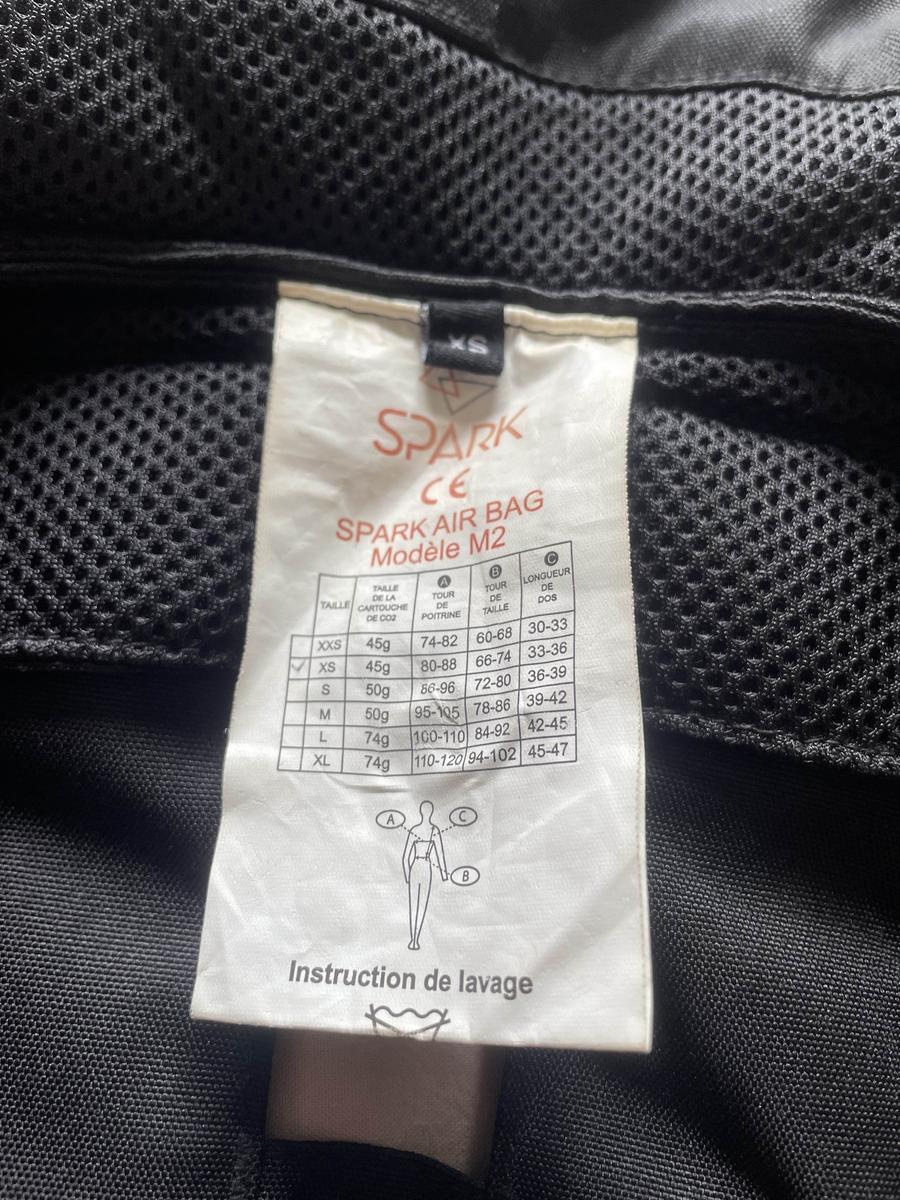 XS
SPARK
CE
SPARK AIR BAG
Modèle M2
TAILLE TAILLE DE LA CARTOUCHE DE CO2 A TOUR DE POITRINE B TOUR DE TAILLE C LONGUEUR DE DOS
XXS 45g 74-82 60-68 30-33
XS 45g 80-88 66-74 33-36
S 50g 86-96 72-80 36-39
M 50g 95-105 78-86 39-42
L 74g 100-110 84-92 42-45
XL 74g 110-120 94-102 45-47
A C
B
Instruction de lavage